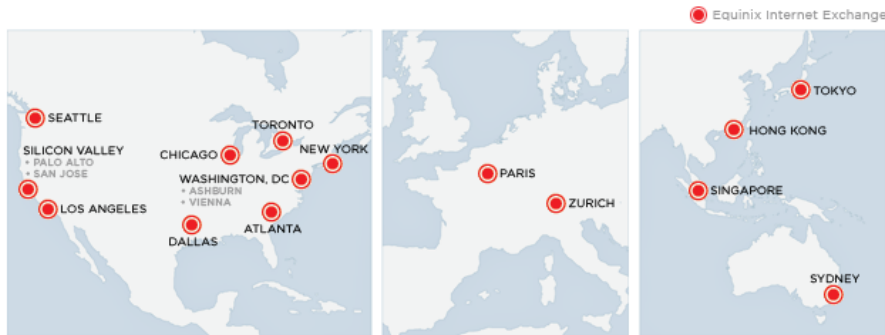 Equinix Internet Exchange
SEATTLE
SILICON VALLEY
• PALO ALTO
• SAN JOSE
LOS ANGELES
TORONTO
CHICAGO
NEW YORK
WASHINGTON, DC
• ASHBURN
• VIENNA
DALLAS
ATLANTA
PARIS
ZURICH
TOKYO
HONG KONG
SINGAPORE
SYDNEY